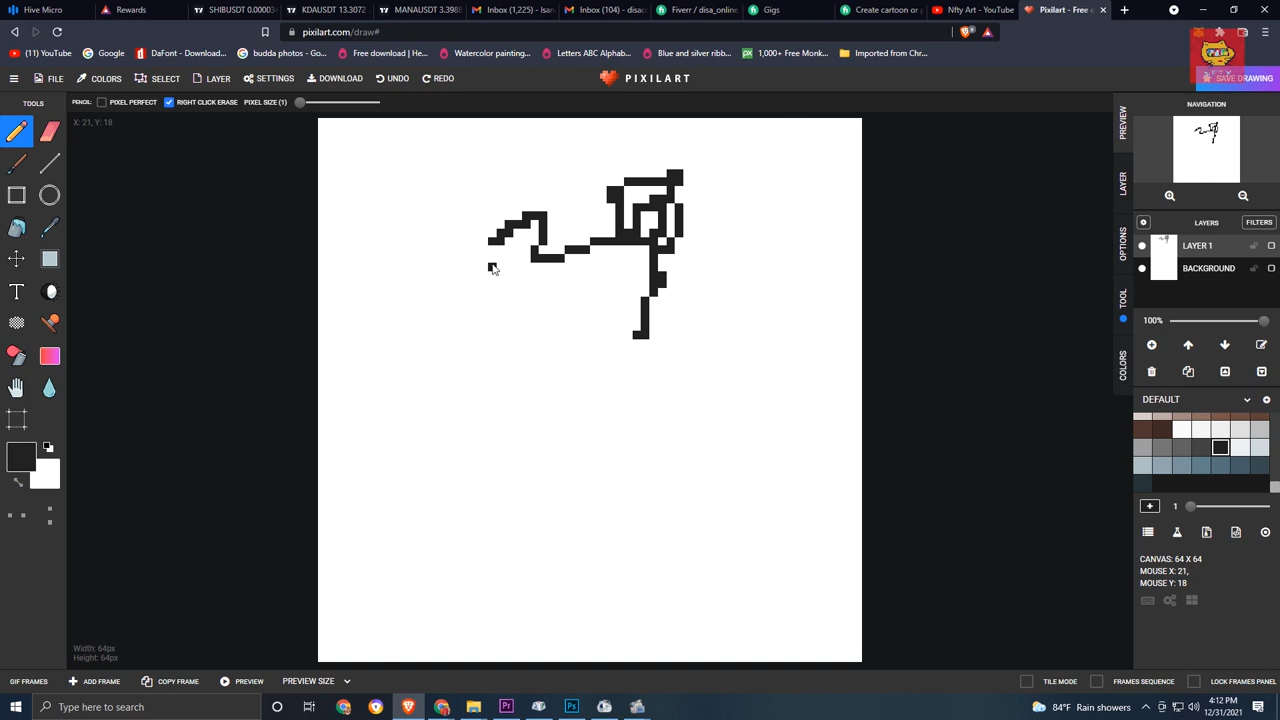 Hive Micro
Rewards
SHIBUSDT 0.00003
KDAUSDT 13.3072
MANAUSDT 3.3988
Inbox (1,225) - lsan
Inbox (104) - disac
Fiverr / disa_online
Gigs
Create cartoon or
Nfty Art - YouTube
Pixilart - Free
pixilart.com/draw#
(11) YouTube
Google
DaFont - Download...
budda photos - Go...
Free download | He...
Watercolor painting...
Letters ABC Alphab...
Blue and silver ribb...
px
1,000+ Free Monk...
Imported from Chr...
FILE
COLORS
SELECT
LAYER
SETTINGS
DOWNLOAD
UNDO
REDO
PIXILART
SAVE DRAWING
TOOLS
PENCIL:
PIXEL PERFECT
RIGHT CLICK ERASE
PIXEL SIZE (1)
NAVIGATION
X: 21, Y: 18
PREVIEW
LAYER
OPTIONS
TOOL
COLORS
LAYERS
FILTERS
LAYER 1
BACKGROUND
100%
DEFAULT
1
CANVAS: 64 X 64
MOUSE X: 21,
MOUSE Y: 18
Width: 64px
Height: 64px
GIF FRAMES
ADD FRAME
COPY FRAME
PREVIEW
PREVIEW SIZE
TILE MODE
FRAMES SEQUENCE
LOCK FRAMES PANEL
Type here to search
Pr
Ps
84°F Rain showers
4:12 PM
12/31/2021